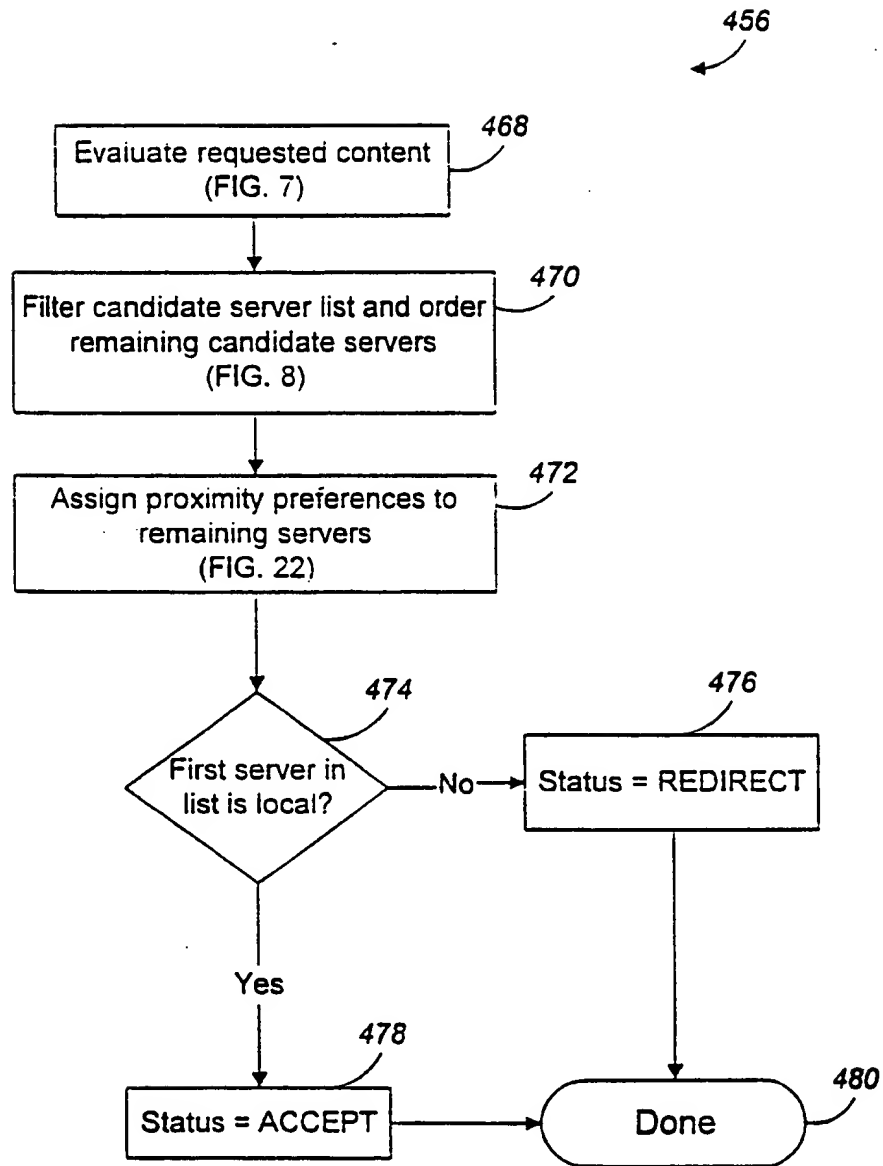 456
468
Evaluate requested content
(FIG. 7)
470
Filter candidate server list and order
remaining candidate servers
(FIG. 8)
472
Assign proximity preferences to
remaining servers
(FIG. 22)
474
First server in
list is local?
No
476
Status = REDIRECT
Yes
478
Status = ACCEPT
480
Done